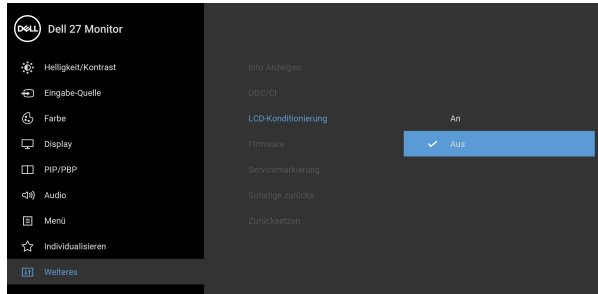 DELL Dell 27 Monitor
Helligkeit/Kontrast
Info Anzeigen
Eingabe-Quelle
DDC/CI
Farbe
LCD-Konditionierung
An
Display
Firmware
Aus
PIP/PBP
Servicemarkierung
Audio
Sonstige zurücks
Menü
Zurücksetzen
Individualisieren
Weiteres